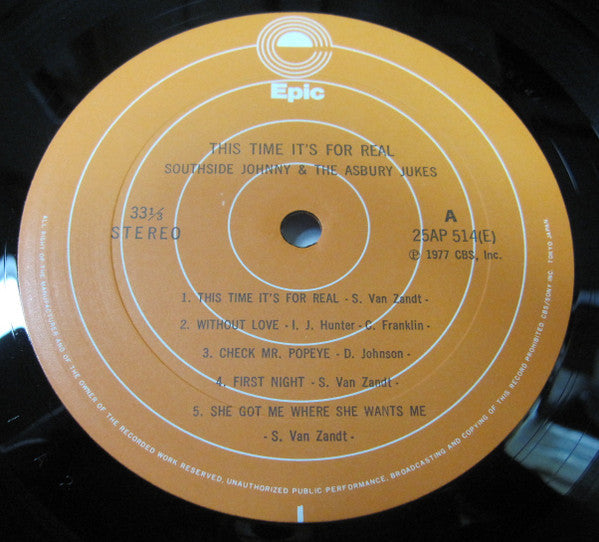 Epic
THIS TIME IT'S FOR REAL
SOUTHSIDE JOHNNY & THE ASBURY JUKES
33⅓
STEREO
A
25AP 514(E)
Ⓟ 1977 CBS, Inc.
1. THIS TIME IT'S FOR REAL - S. Van Zandt -
2. WITHOUT LOVE - I. J. Hunter - C. Franklin -
3. CHECK MR. POPEYE - D. Johnson -
4. FIRST NIGHT - S. Van Zandt -
5. SHE GOT ME WHERE SHE WANTS ME
- S. Van Zandt -
ALL RIGHT OF THE MANUFACTURER AND OF THE OWNER OF THE RECORDED WORK RESERVED, UNAUTHORIZED PUBLIC PERFORMANCE, BROADCASTING AND COPYING OF THIS RECORD PROHIBITED CBS/SONY INC. TOKYO JAPAN